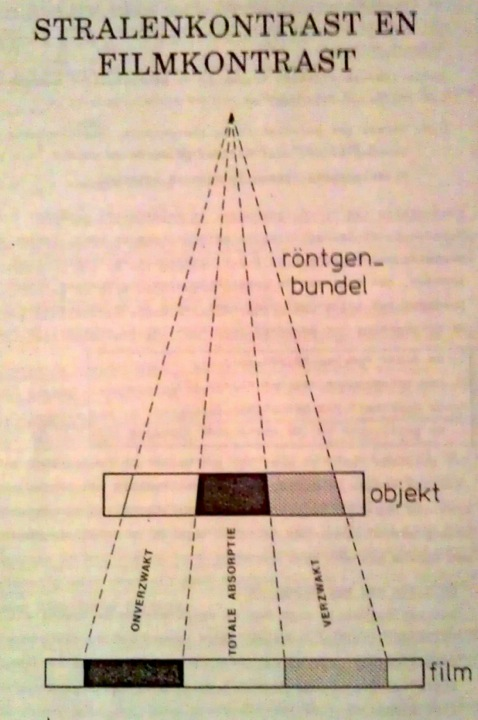 STRALENKONTRAST EN
FILMKONTRAST
röntgen_
bundel
objekt
ONVERZWAKT
TOTALE ABSORPTIE
VERZWAKT
film